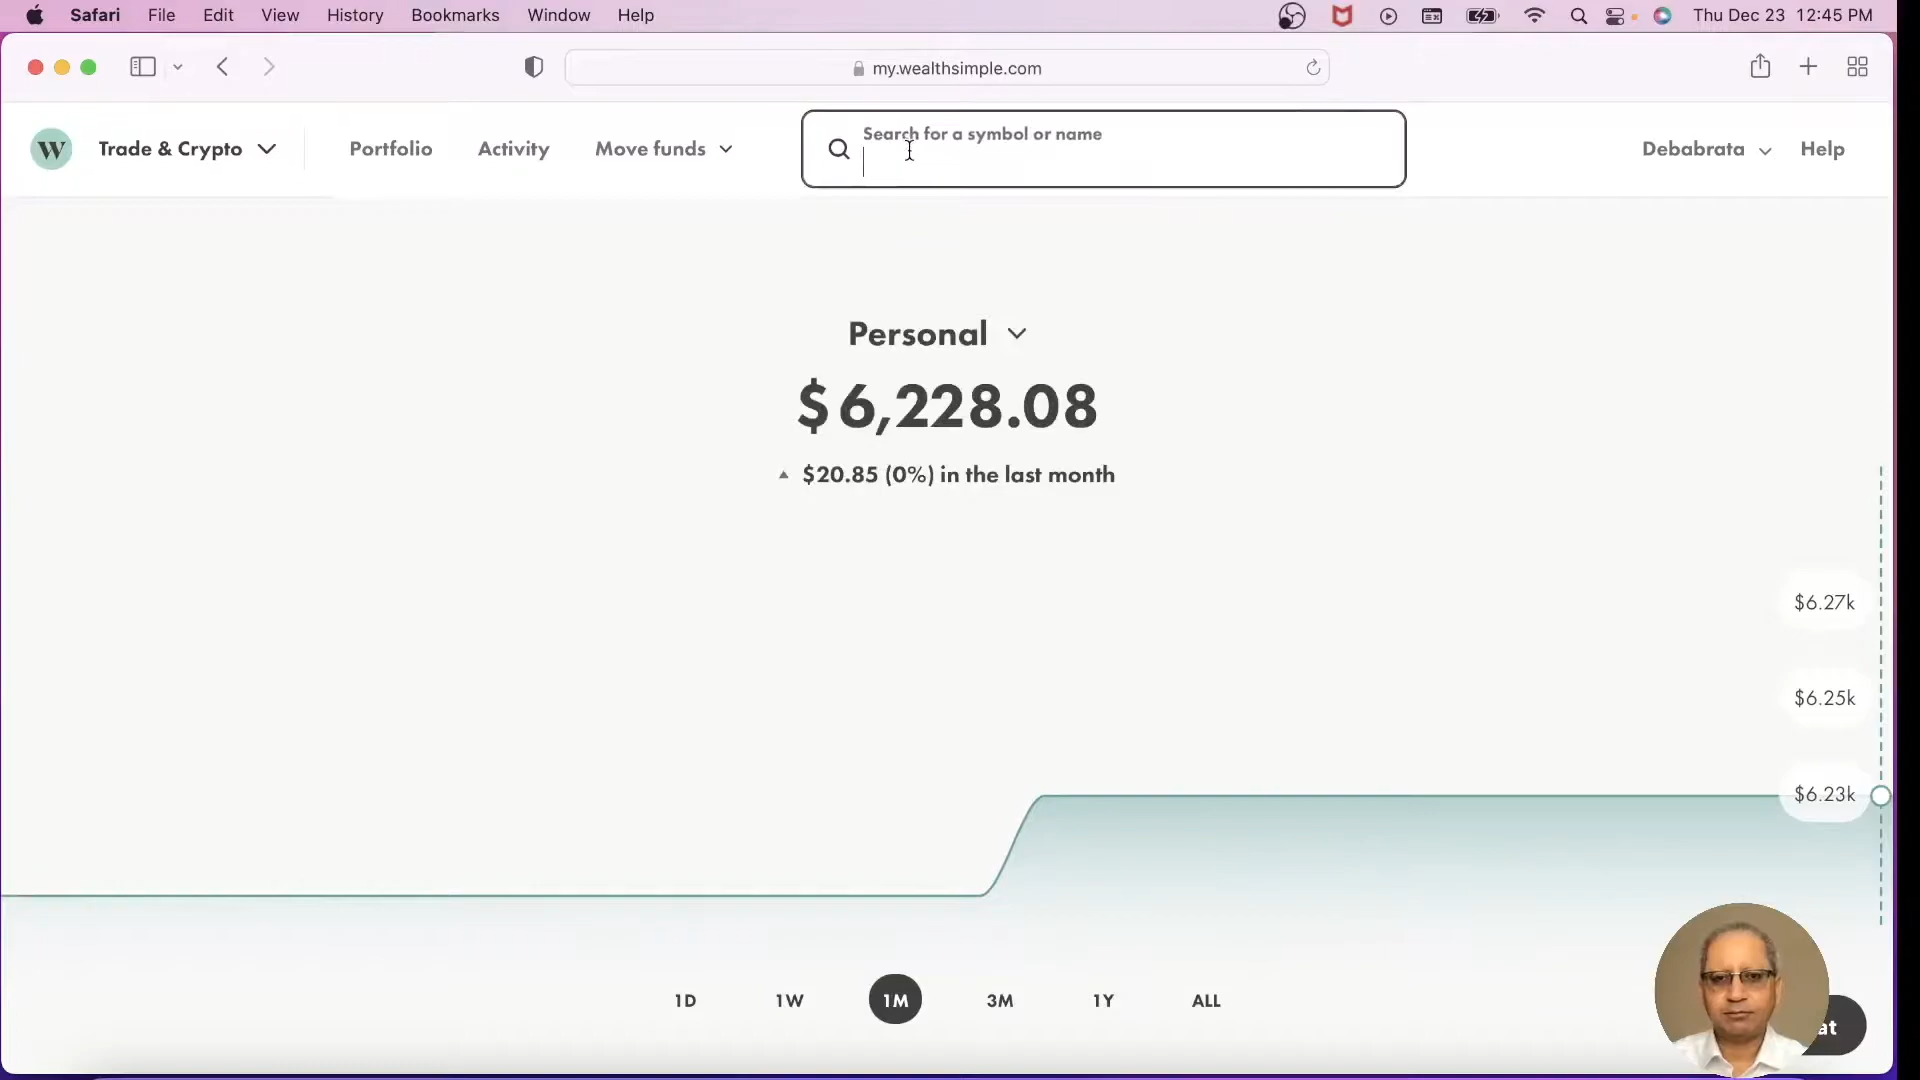 Safari File Edit View History Bookmarks Window Help Thu Dec 23 12:45 PM
my.wealthsimple.com
W Trade & Crypto Portfolio Activity Move funds Search for a symbol or name Debabrata Help
Personal
$6,228.08
$20.85 (0%) in the last month
$6.27k
$6.25k
$6.23k
1D 1W 1M 3M 1Y ALL
at